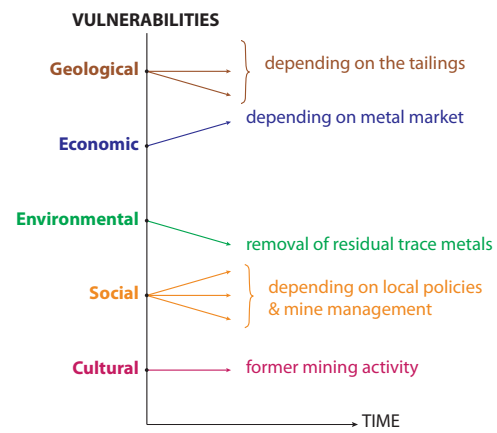 VULNERABILITIES
Geological
depending on the tailings
depending on metal market
Economic
Environmental
removal of residual trace metals
Social
depending on local policies
& mine management
Cultural
former mining activity
TIME